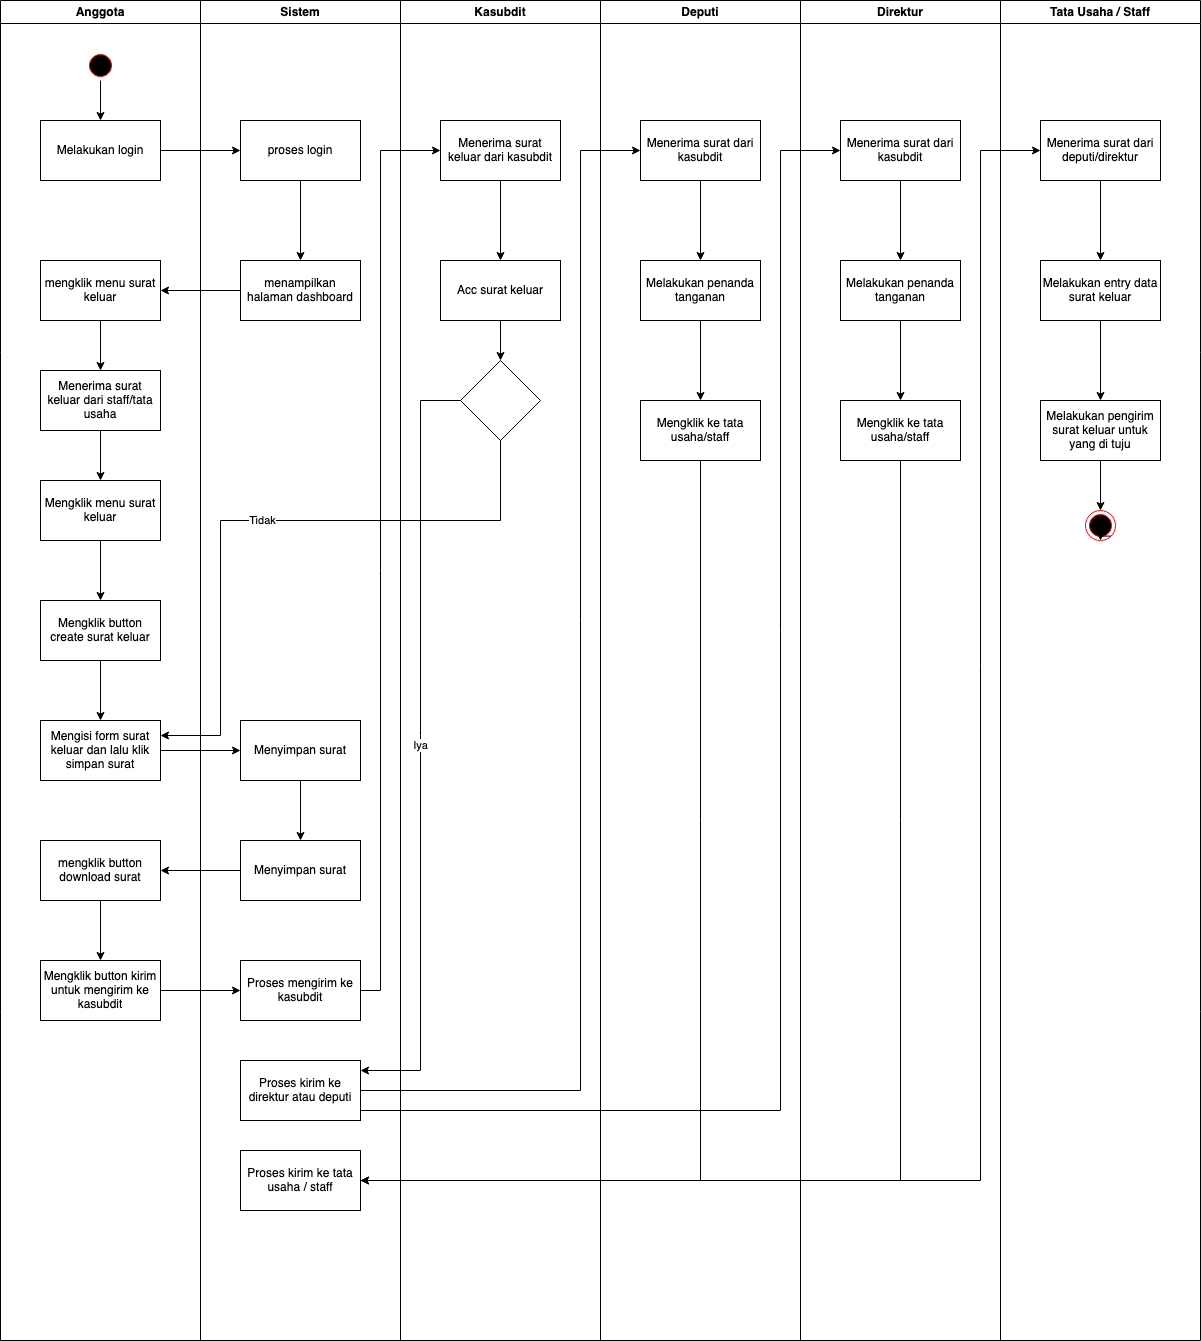 Anggota
Sistem
Kasubdit
Deputi
Direktur
Tata Usaha / Staff
Melakukan login
proses login
Menerima surat
keluar dari kasubdit
Menerima surat dari
kasubdit
Menerima surat dari
kasubdit
Menerima surat dari
deputi/direktur
mengklik menu surat
keluar
menampilkan
halaman dashboard
Acc surat keluar
Melakukan penanda
tanganan
Melakukan penanda
tanganan
Melakukan entry data
surat keluar
Menerima surat
keluar dari staff/tata
usaha
Mengklik ke tata
usaha/staff
Mengklik ke tata
usaha/staff
Melakukan pengirim
surat keluar untuk
yang di tuju
Mengklik menu surat
keluar
Tidak
Mengklik button
create surat keluar
Mengisi form surat
keluar dan lalu klik
simpan surat
Menyimpan surat
Iya
mengklik button
download surat
Menyimpan surat
Mengklik button kirim
untuk mengirim ke
kasubdit
Proses mengirim ke
kasubdit
Proses kirim ke
direktur atau deputi
Proses kirim ke tata
usaha / staff